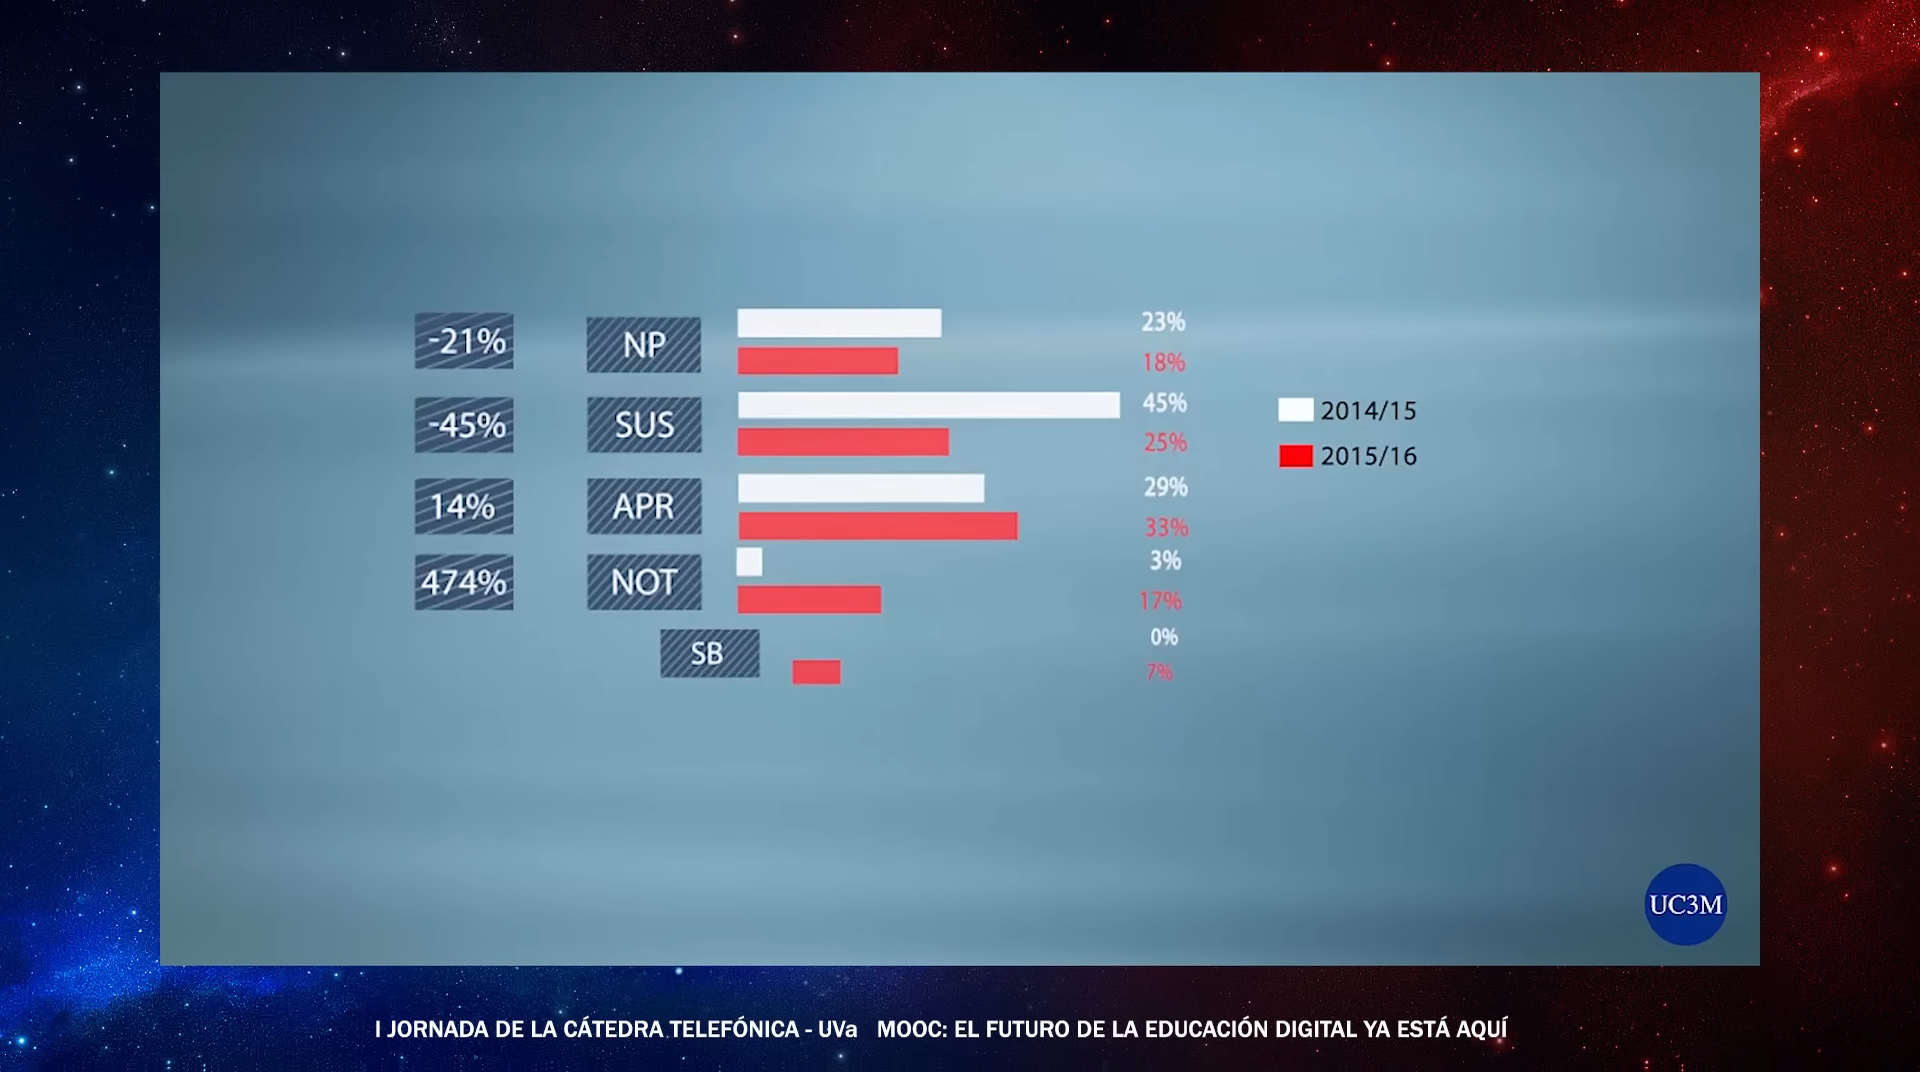 -21% NP 23%
18%
-45% SUS 45%
25%
14% APR 29%
33%
474% NOT 3%
17%
SB 0%
7%
2014/15
2015/16
UC3M
I JORNADA DE LA CÁTEDRA TELEFÓNICA - UVa MOOC: EL FUTURO DE LA EDUCACIÓN DIGITAL YA ESTÁ AQUÍ